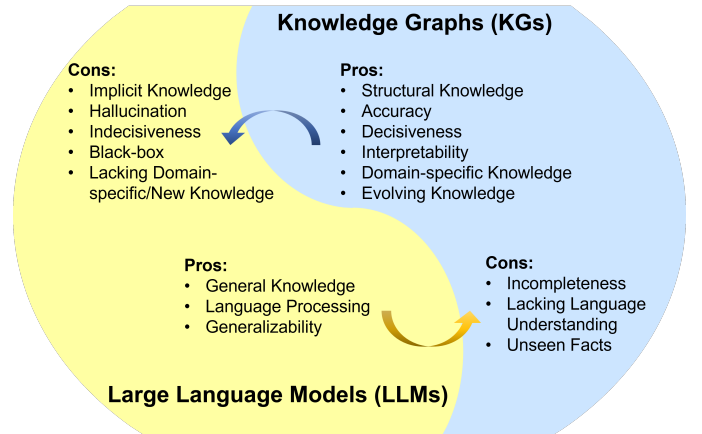 Knowledge Graphs (KGs)
Cons:
• Implicit Knowledge
• Hallucination
• Indecisiveness
• Black-box
• Lacking Domain-
specific/New Knowledge
Pros:
• Structural Knowledge
• Accuracy
• Decisiveness
• Interpretability
• Domain-specific Knowledge
• Evolving Knowledge
Pros:
• General Knowledge
• Language Processing
• Generalizability
Cons:
• Incompleteness
• Lacking Language
Understanding
• Unseen Facts
Large Language Models (LLMs)